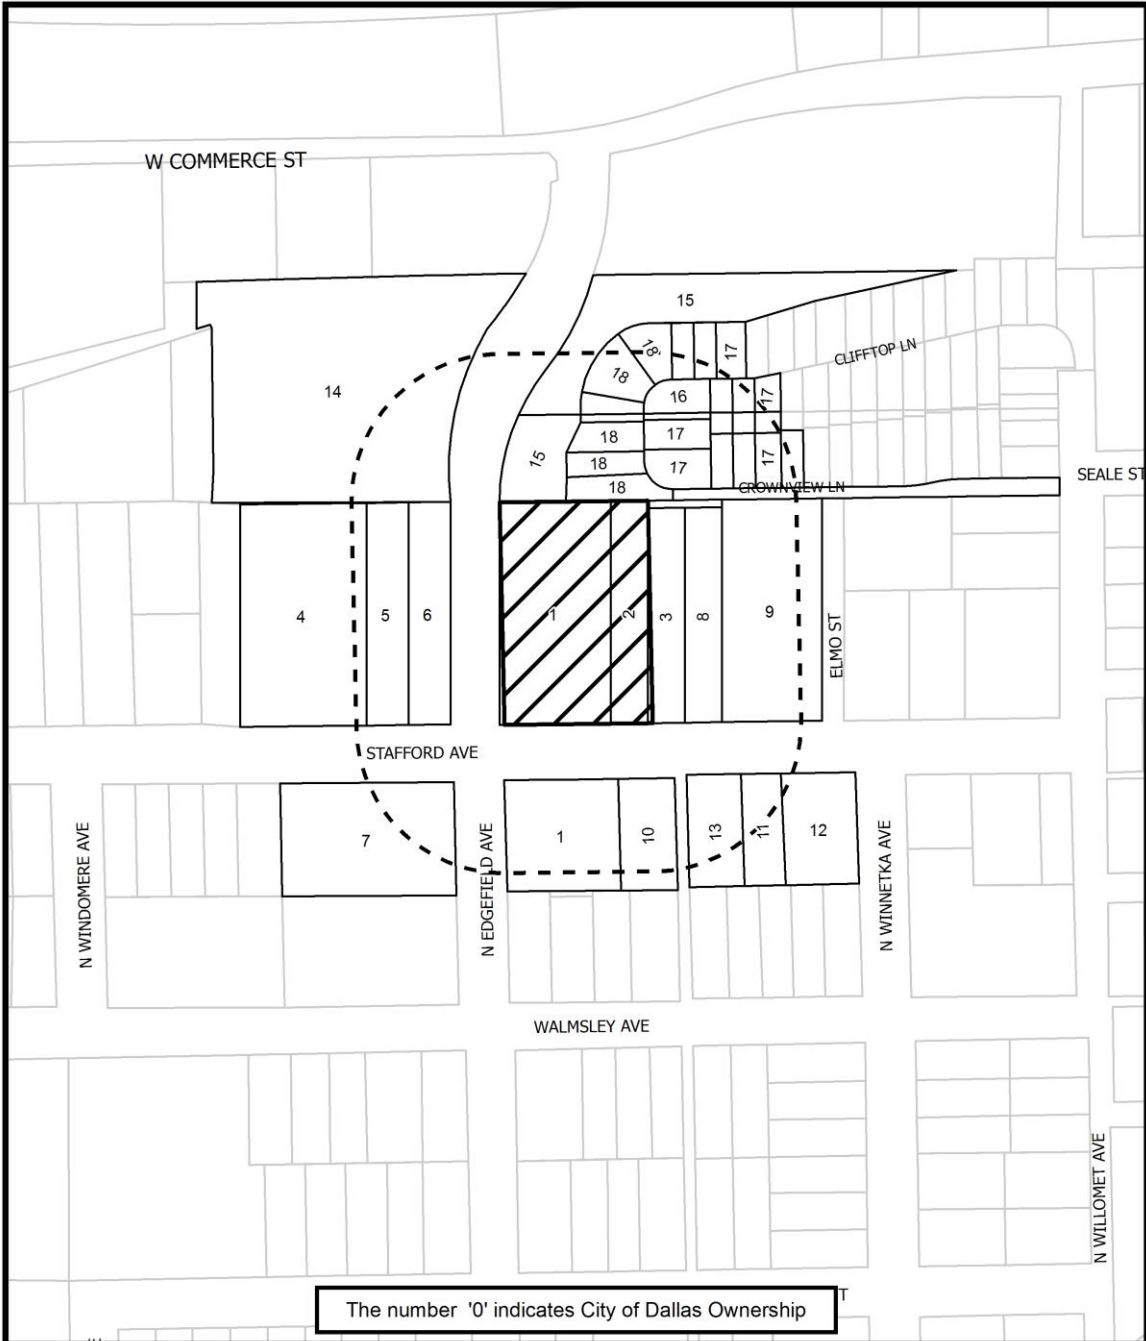 W COMMERCE ST
15
18
17
CLIFFTOP LN
14
18
16
17
18
17
15
18
17
17
SEALE ST
18
CROWNVIEW LN
4
5
6
1
2
3
8
9
ELMO ST
STAFFORD AVE
7
1
10
13
11
12
N WINDOMERE AVE
N EDGEFIELD AVE
N WINNETKA AVE
WALMSLEY AVE
N WILLOMET AVE
The number '0' indicates City of Dallas Ownership
T